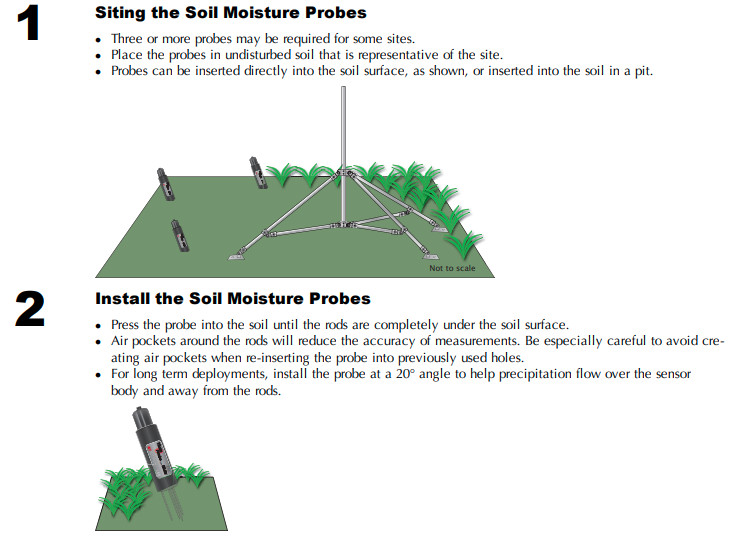 1
Siting the Soil Moisture Probes
• Three or more probes may be required for some sites.
• Place the probes in undisturbed soil that is representative of the site.
• Probes can be inserted directly into the soil surface, as shown, or inserted into the soil in a pit.
Not to scale
2
Install the Soil Moisture Probes
• Press the probe into the soil until the rods are completely under the soil surface.
• Air pockets around the rods will reduce the accuracy of measurements. Be especially careful to avoid cre-
ating air pockets when re-inserting the probe into previously used holes.
• For long term deployments, install the probe at a 20° angle to help precipitation flow over the sensor
body and away from the rods.